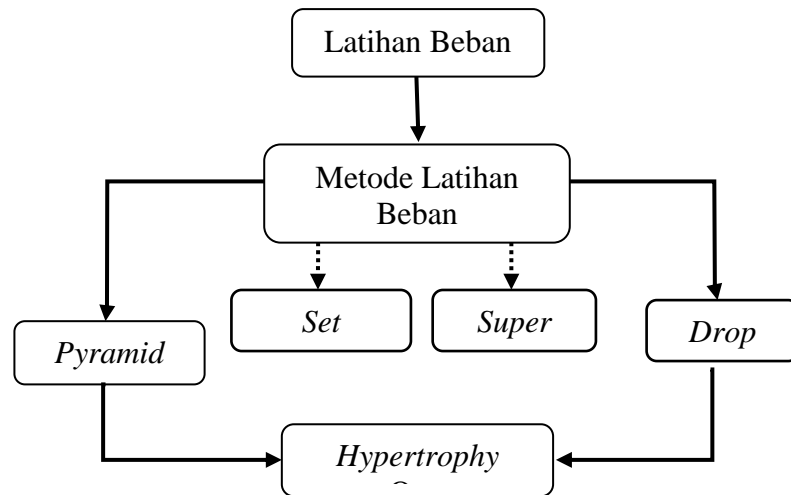 Latihan Beban
Metode Latihan
Beban
Set
Super
Pyramid
Drop
Hypertrophy